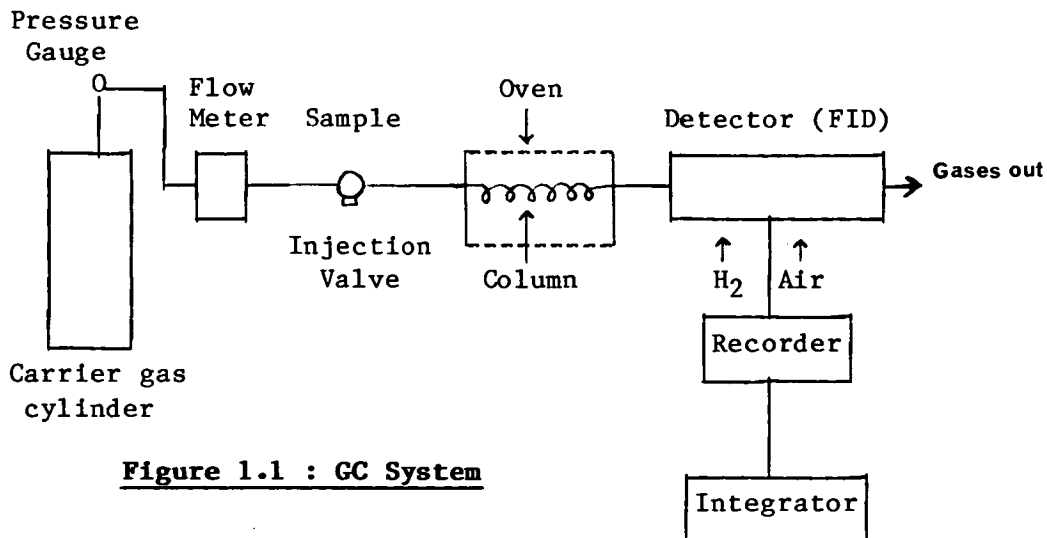 Pressure
Gauge
Flow
Meter
Sample
Oven
Detector (FID)
Gases out
Injection
Valve
Column
H2
Air
Recorder
Carrier gas
cylinder
Figure 1.1 : GC System
Integrator